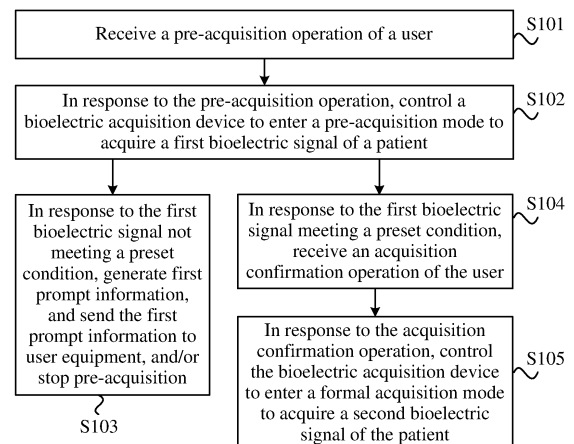 Receive a pre-acquisition operation of a user
S101
In response to the pre-acquisition operation, control a
bioelectric acquisition device to enter a pre-acquisition mode to
acquire a first bioelectric signal of a patient
S102
In response to the first
bioelectric signal not
meeting a preset
condition, generate first
prompt information,
and send the first
prompt information to
user equipment, and/or
stop pre-acquisition
S103
In response to the first bioelectric
signal meeting a preset condition,
receive an acquisition
confirmation operation of the user
S104
In response to the acquisition
confirmation operation, control
the bioelectric acquisition device
to enter a formal acquisition mode
to acquire a second bioelectric
signal of the patient
S105